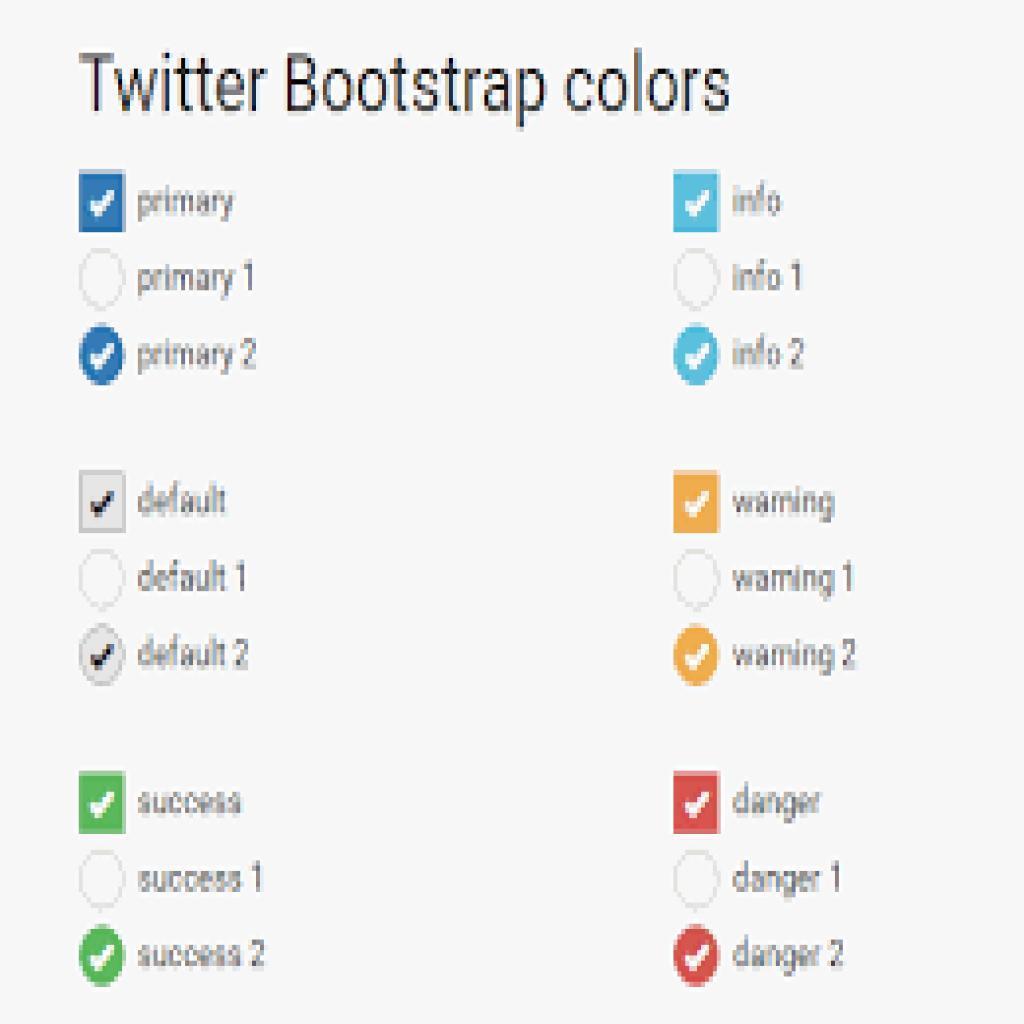 Twitter Bootstrap colors
primary
primary 1
primary 2
info
info 1
info 2
default
default 1
default 2
warning
warning 1
warning 2
success
success 1
success 2
danger
danger 1
danger 2